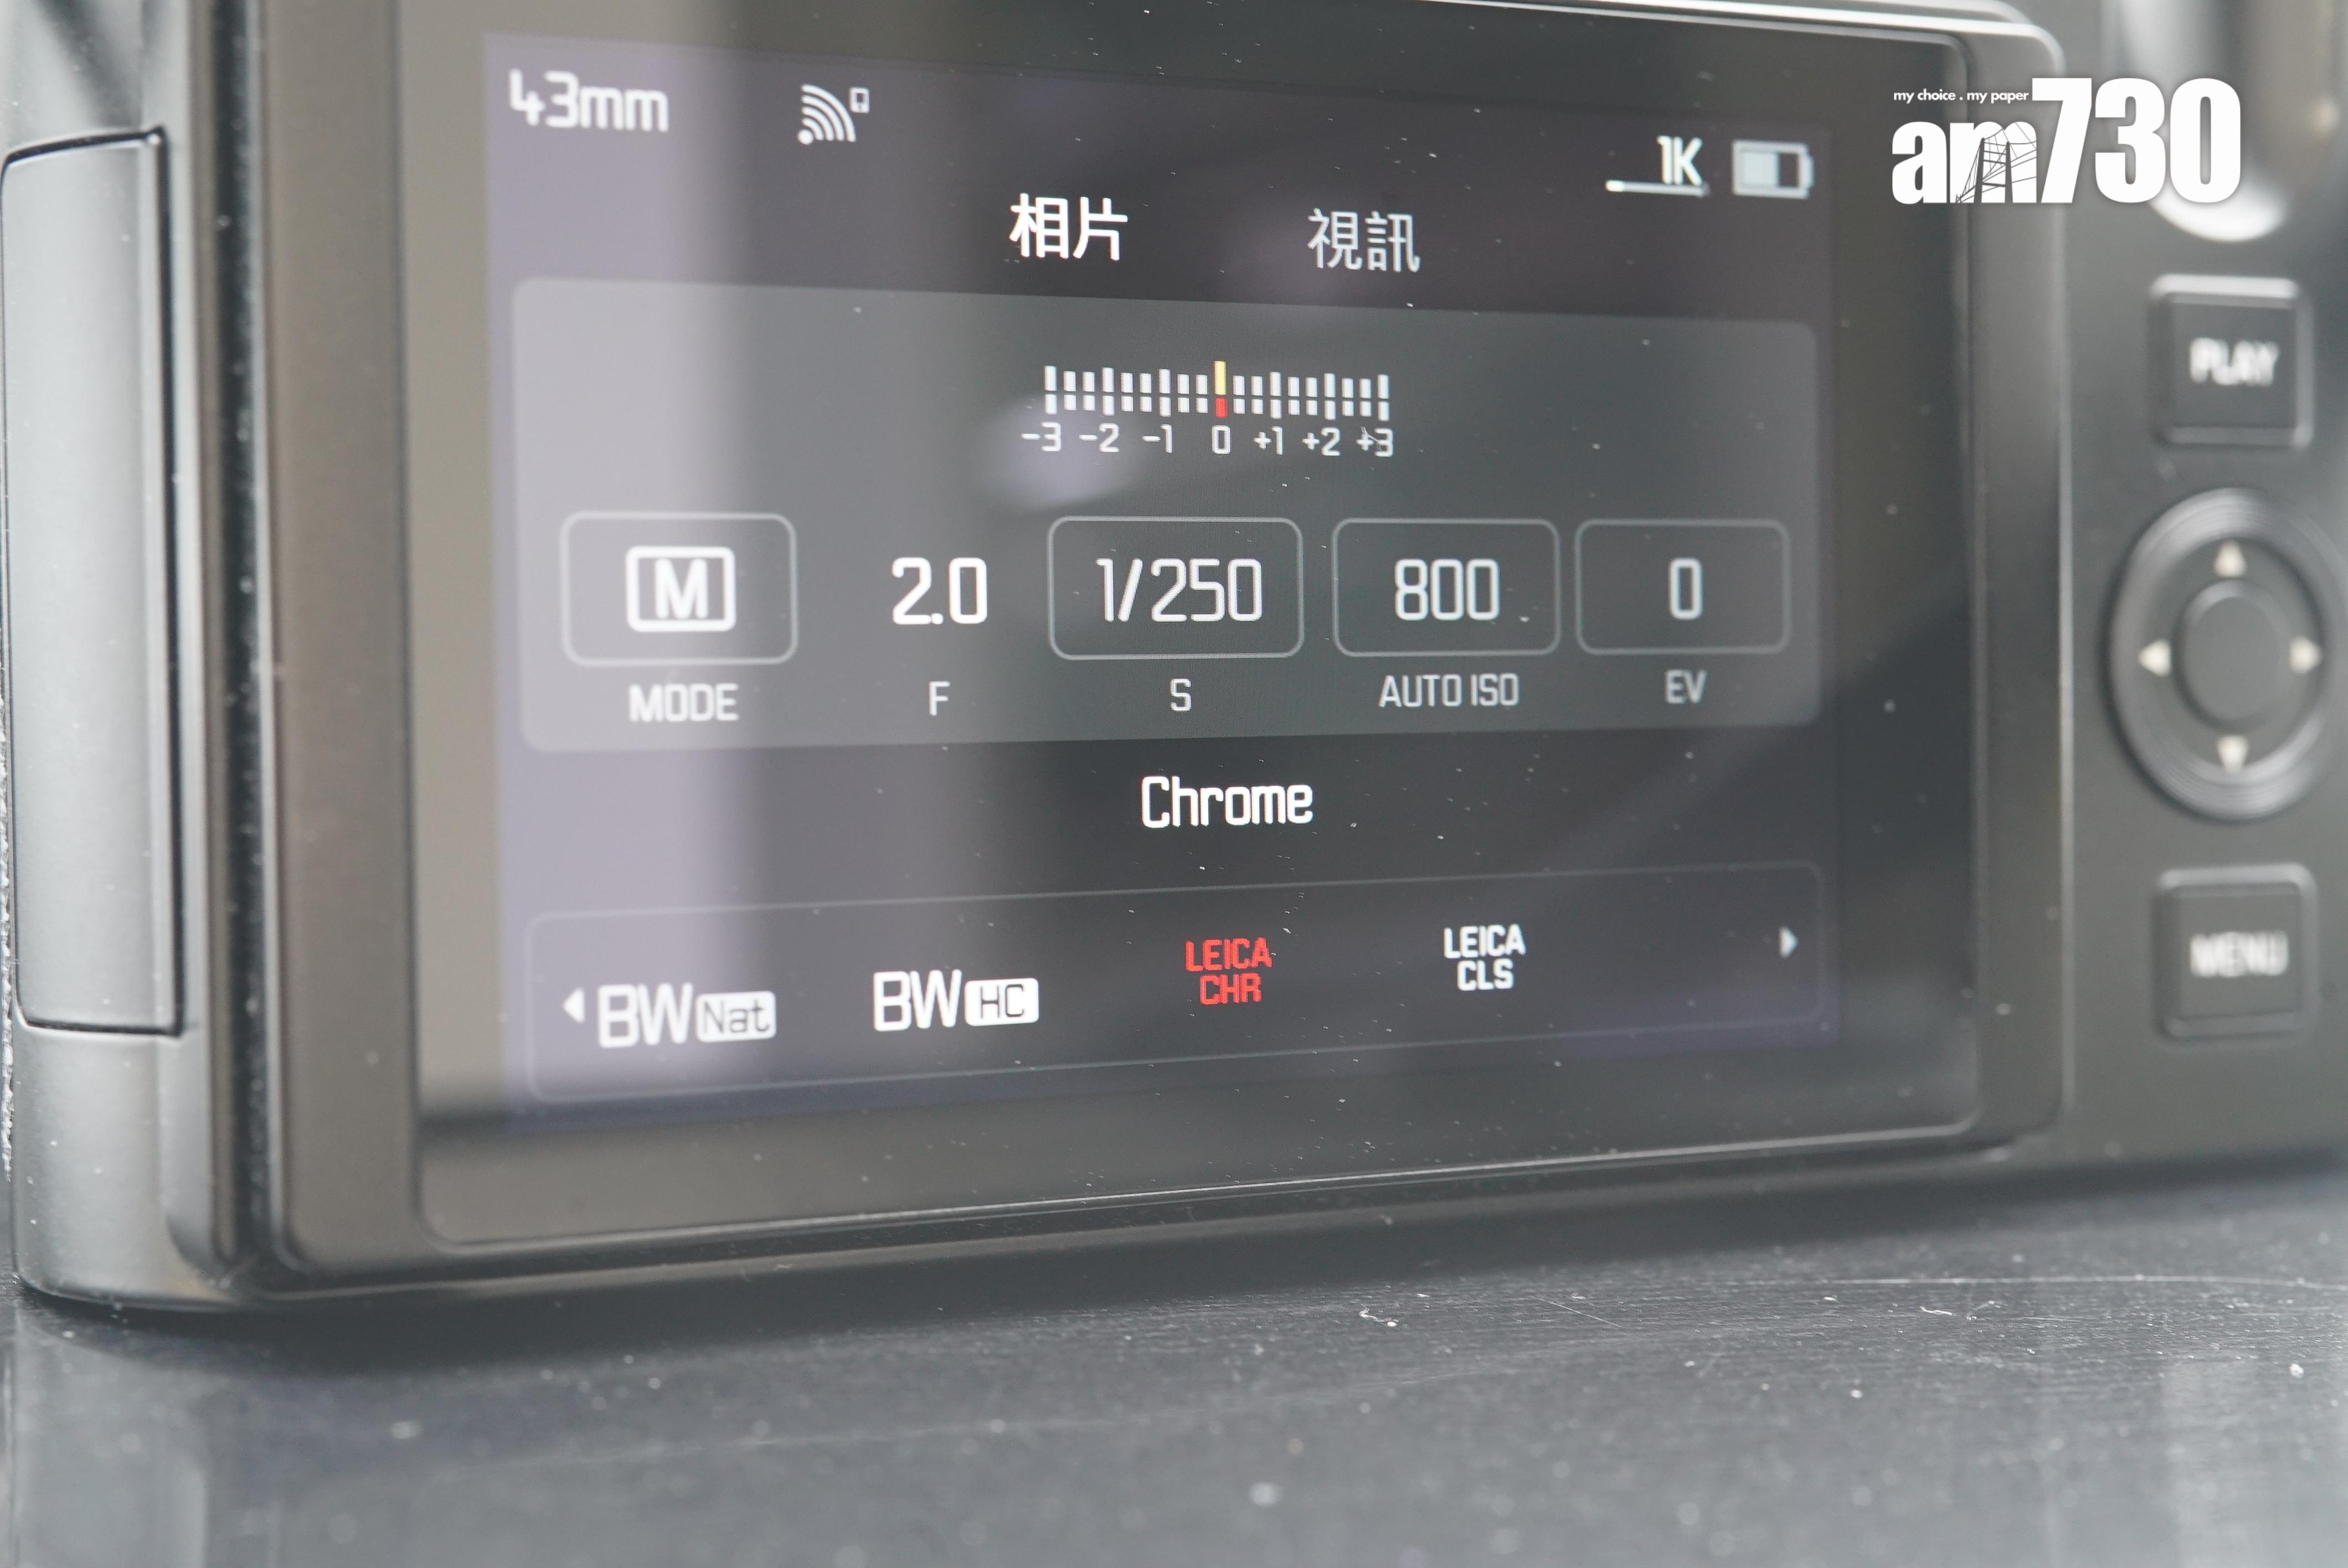 43mm
1K
my choice . my paper
am730
相片 視訊
-3 -2 -1 0 +1 +2 +3
M 2.0 1/250 800 0
MODE F S AUTO ISO EV
Chrome
BW Nat BW HC LEICA CHR LEICA CLS
PLAY
MENU